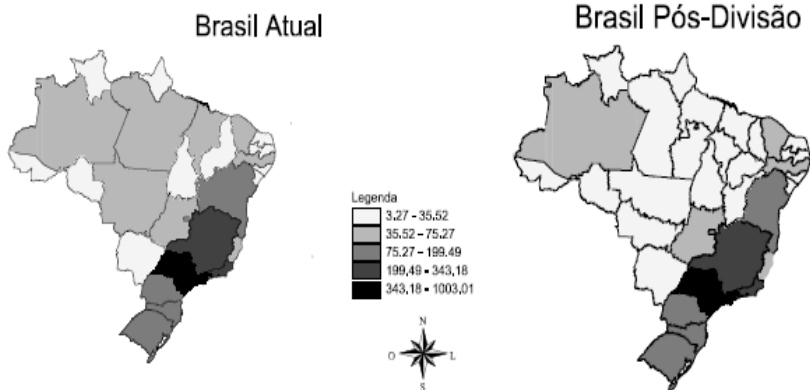 Brasil Atual
Brasil Pós-Divisão
Legenda
3.27 - 35.52
35.52 - 75.27
75.27 - 199.49
199,49 - 343,18
343,18 - 1003,01
N
O
L
S